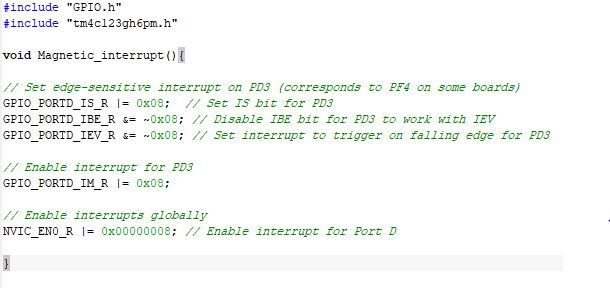 #include "GPIO.h"
#include "tm4c123gh6pm.h"
void Magnetic_interrupt(){
// Set edge-sensitive interrupt on PD3 (corresponds to PF4 on some boards)
GPIO_PORTD_IS_R |= 0x08; // Set IS bit for PD3
GPIO_PORTD_IBE_R &= ~0x08; // Disable IBE bit for PD3 to work with IEV
GPIO_PORTD_IEV_R &= ~0x08; // Set interrupt to trigger on falling edge for PD3
// Enable interrupt for PD3
GPIO_PORTD_IM_R |= 0x08;
// Enable interrupts globally
NVIC_EN0_R |= 0x00000008; // Enable interrupt for Port D
}